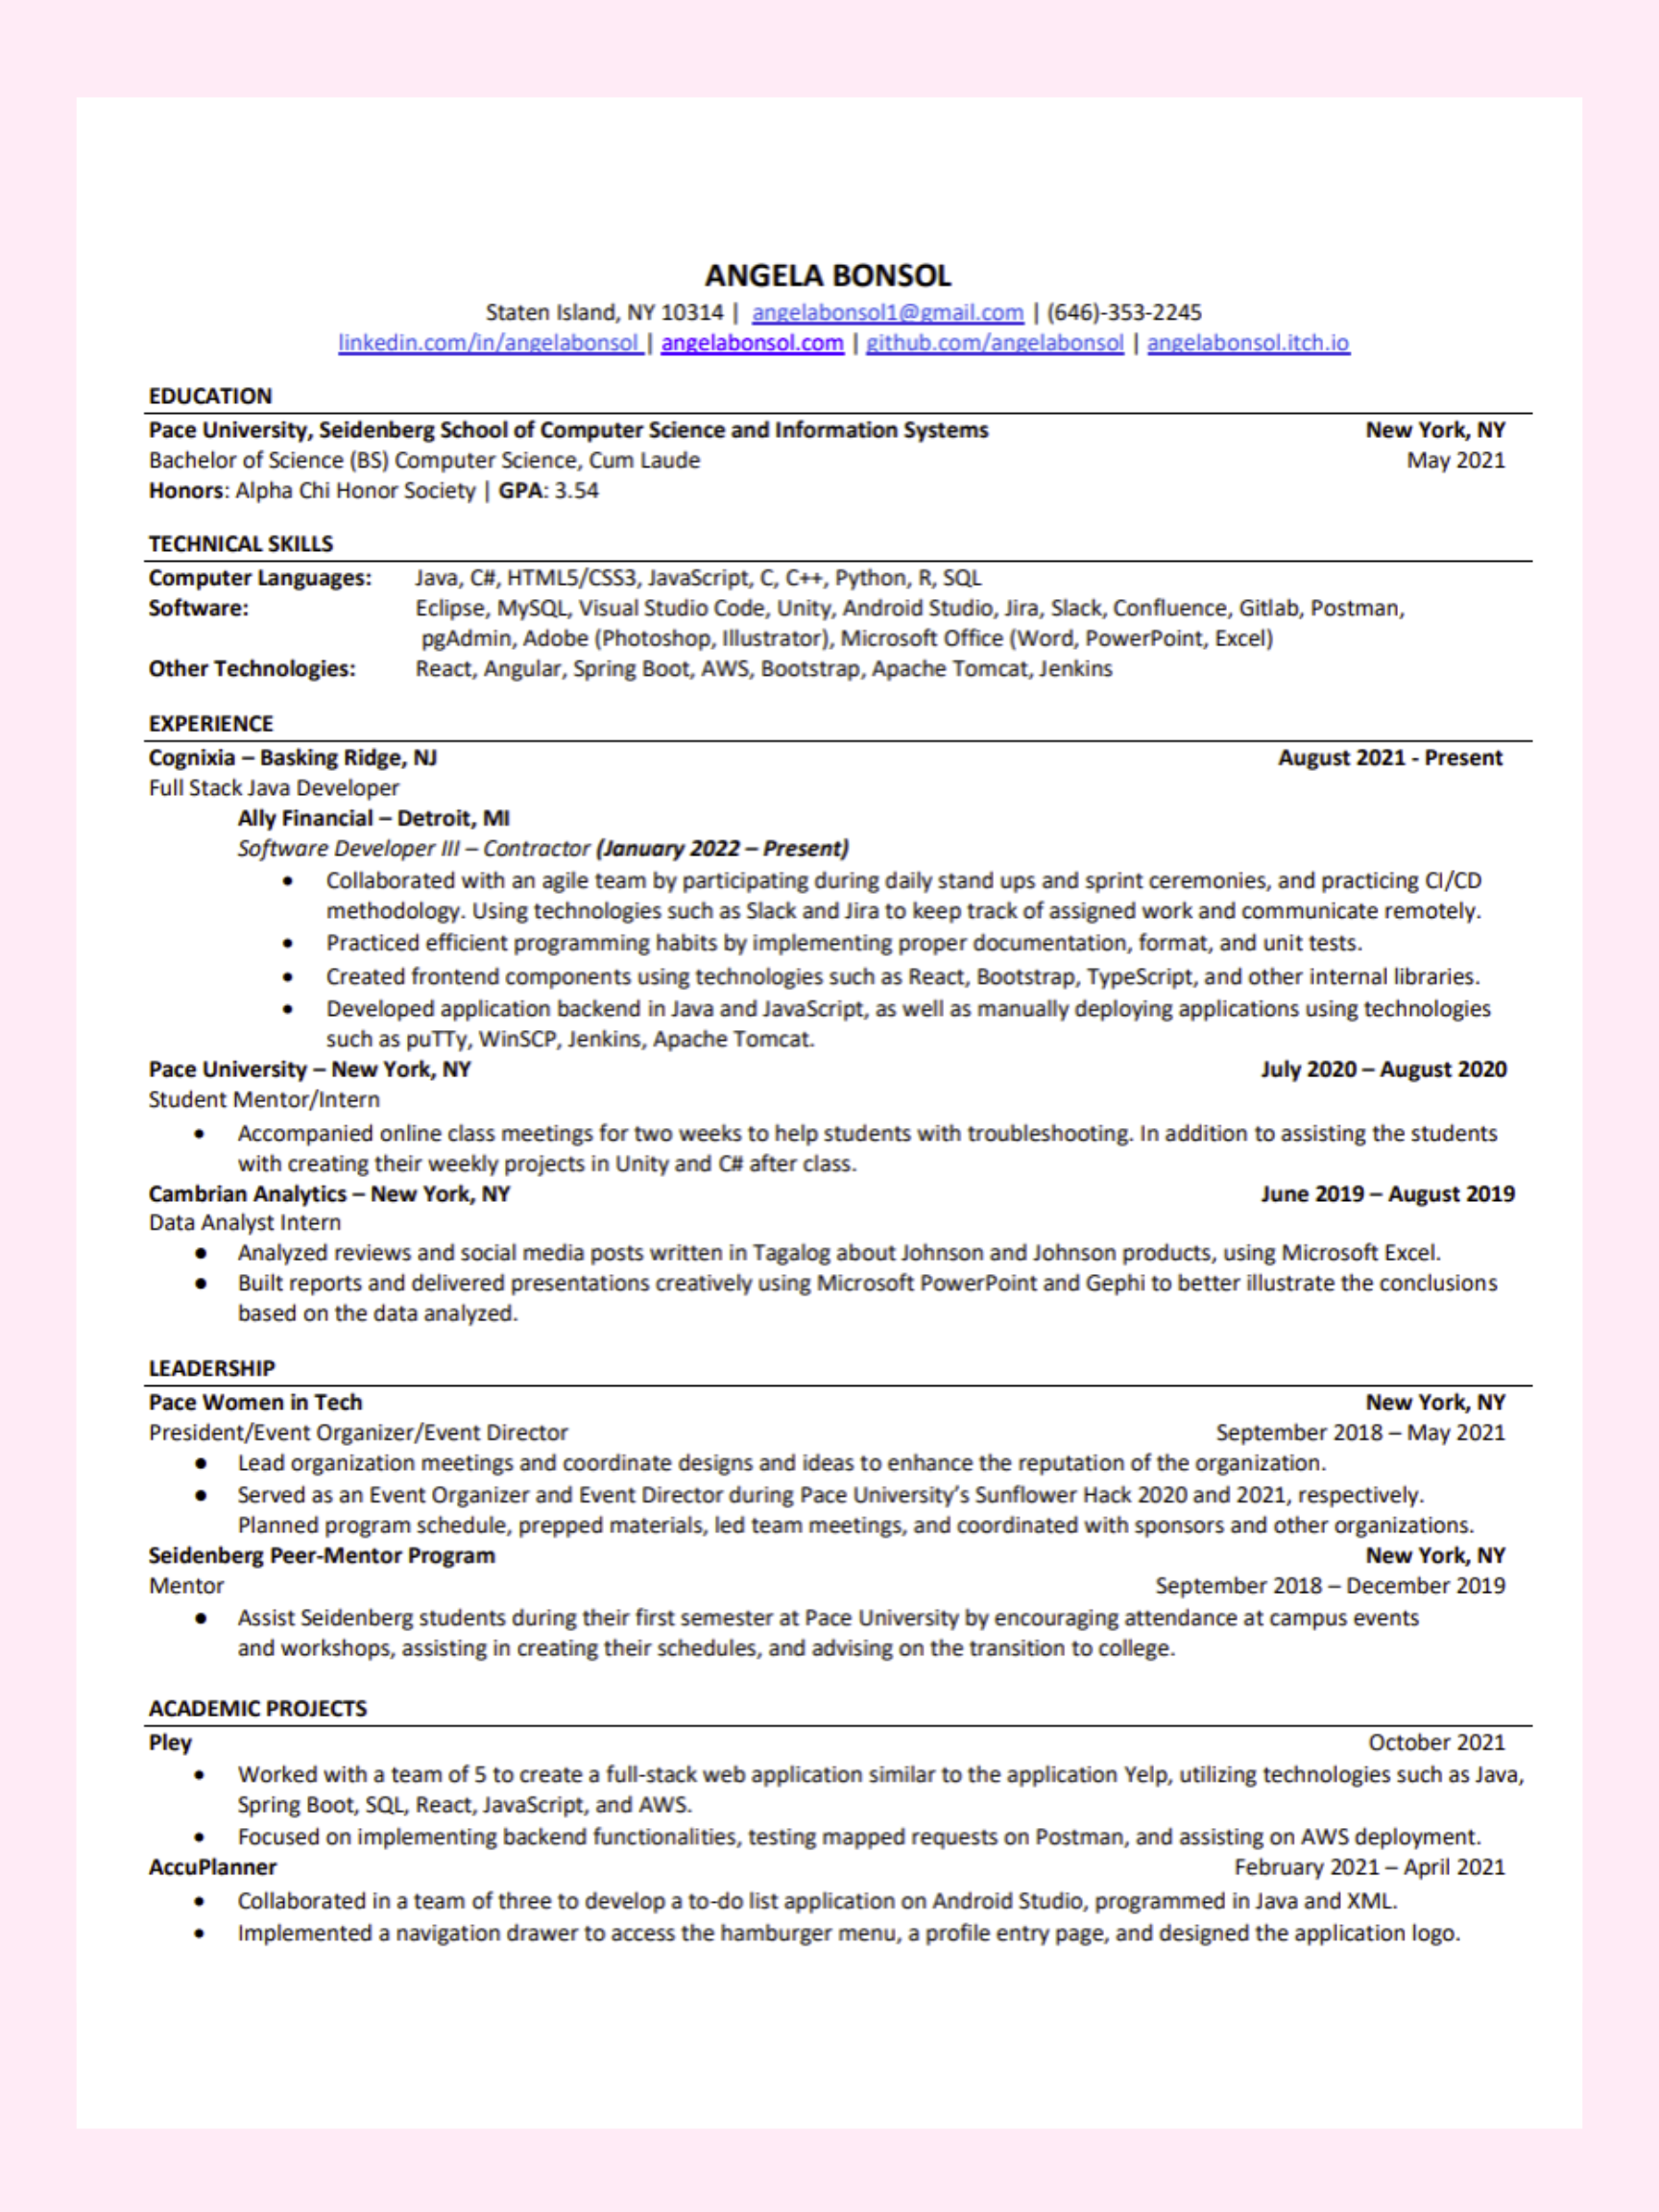 ANGELA BONSOL
Staten Island, NY 10314 | angelabonsol1@gmail.com | (646)-353-2245
linkedin.com/in/angelabonsol | angelabonsol.com | github.com/angelabonsol | angelabonsol.itch.io
EDUCATION
Pace University, Seidenberg School of Computer Science and Information Systems New York, NY
Bachelor of Science (BS) Computer Science, Cum Laude May 2021
Honors: Alpha Chi Honor Society | GPA: 3.54
TECHNICAL SKILLS
Computer Languages: Java, C#, HTML5/CSS3, JavaScript, C, C++, Python, R, SQL
Software: Eclipse, MySQL, Visual Studio Code, Unity, Android Studio, Jira, Slack, Confluence, Gitlab, Postman,
pgAdmin, Adobe (Photoshop, Illustrator), Microsoft Office (Word, PowerPoint, Excel)
Other Technologies: React, Angular, Spring Boot, AWS, Bootstrap, Apache Tomcat, Jenkins
EXPERIENCE
Cognixia – Basking Ridge, NJ August 2021 - Present
Full Stack Java Developer
Ally Financial – Detroit, MI
Software Developer III – Contractor (January 2022 – Present)
• Collaborated with an agile team by participating during daily stand ups and sprint ceremonies, and practicing CI/CD
methodology. Using technologies such as Slack and Jira to keep track of assigned work and communicate remotely.
• Practiced efficient programming habits by implementing proper documentation, format, and unit tests.
• Created frontend components using technologies such as React, Bootstrap, TypeScript, and other internal libraries.
• Developed application backend in Java and JavaScript, as well as manually deploying applications using technologies
such as puTTy, WinSCP, Jenkins, Apache Tomcat.
Pace University – New York, NY July 2020 – August 2020
Student Mentor/Intern
• Accompanied online class meetings for two weeks to help students with troubleshooting. In addition to assisting the students
with creating their weekly projects in Unity and C# after class.
Cambrian Analytics – New York, NY June 2019 – August 2019
Data Analyst Intern
• Analyzed reviews and social media posts written in Tagalog about Johnson and Johnson products, using Microsoft Excel.
• Built reports and delivered presentations creatively using Microsoft PowerPoint and Gephi to better illustrate the conclusions
based on the data analyzed.
LEADERSHIP
Pace Women in Tech New York, NY
President/Event Organizer/Event Director September 2018 – May 2021
• Lead organization meetings and coordinate designs and ideas to enhance the reputation of the organization.
• Served as an Event Organizer and Event Director during Pace University’s Sunflower Hack 2020 and 2021, respectively.
Planned program schedule, prepped materials, led team meetings, and coordinated with sponsors and other organizations.
Seidenberg Peer-Mentor Program New York, NY
Mentor September 2018 – December 2019
• Assist Seidenberg students during their first semester at Pace University by encouraging attendance at campus events
and workshops, assisting in creating their schedules, and advising on the transition to college.
ACADEMIC PROJECTS
Pley October 2021
• Worked with a team of 5 to create a full-stack web application similar to the application Yelp, utilizing technologies such as Java,
Spring Boot, SQL, React, JavaScript, and AWS.
• Focused on implementing backend functionalities, testing mapped requests on Postman, and assisting on AWS deployment.
AccuPlanner February 2021 – April 2021
• Collaborated in a team of three to develop a to-do list application on Android Studio, programmed in Java and XML.
• Implemented a navigation drawer to access the hamburger menu, a profile entry page, and designed the application logo.